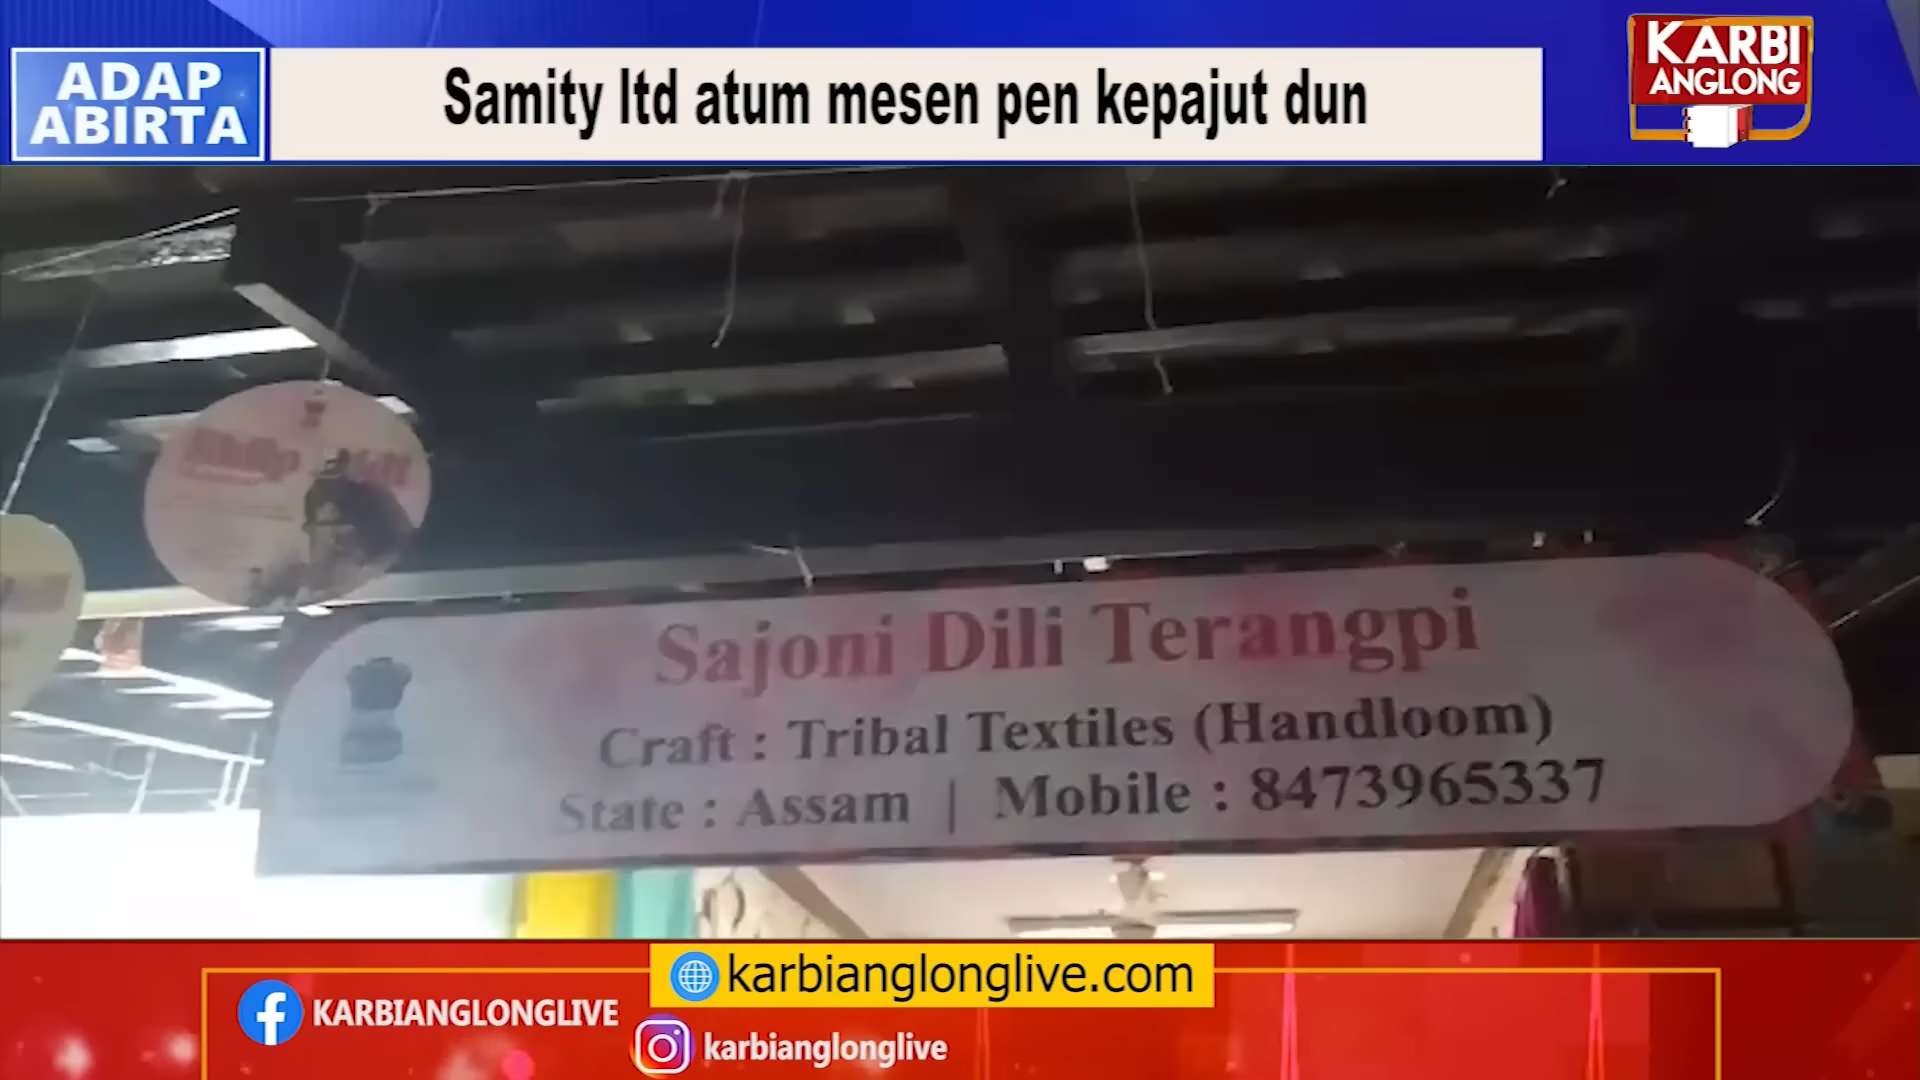 ADAP
ABIRTA
Samity ltd atum mesen pen kepajut dun
KARBI
ANGLONG
Sajoni Dili Terangpi
Craft : Tribal Textiles (Handloom)
State : Assam | Mobile : 8473965337
karbianglonglive.com
KARBIANGLONGLIVE
karbianglonglive